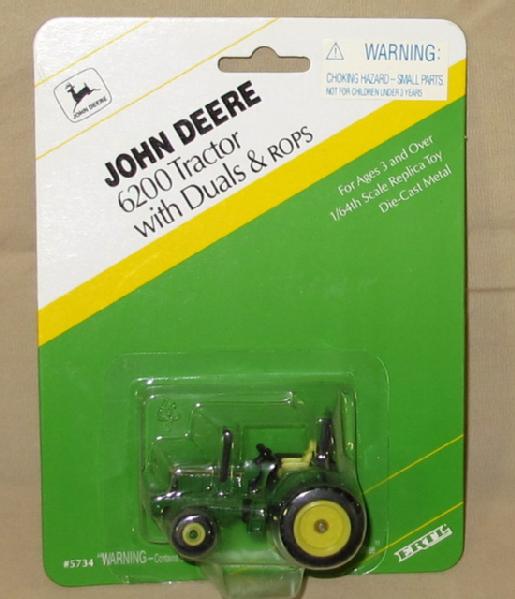 JOHN DEERE
WARNING:
CHOKING HAZARD-SMALL PARTS
NOT FOR CHILDREN UNDER 3 YEARS
JOHN DEERE
6200 Tractor
with Duals & ROPS
For Ages 3 and Over
1/64th Scale Replica Toy
Die-Cast Metal
#5734 "WARNING-Contains
ERTL